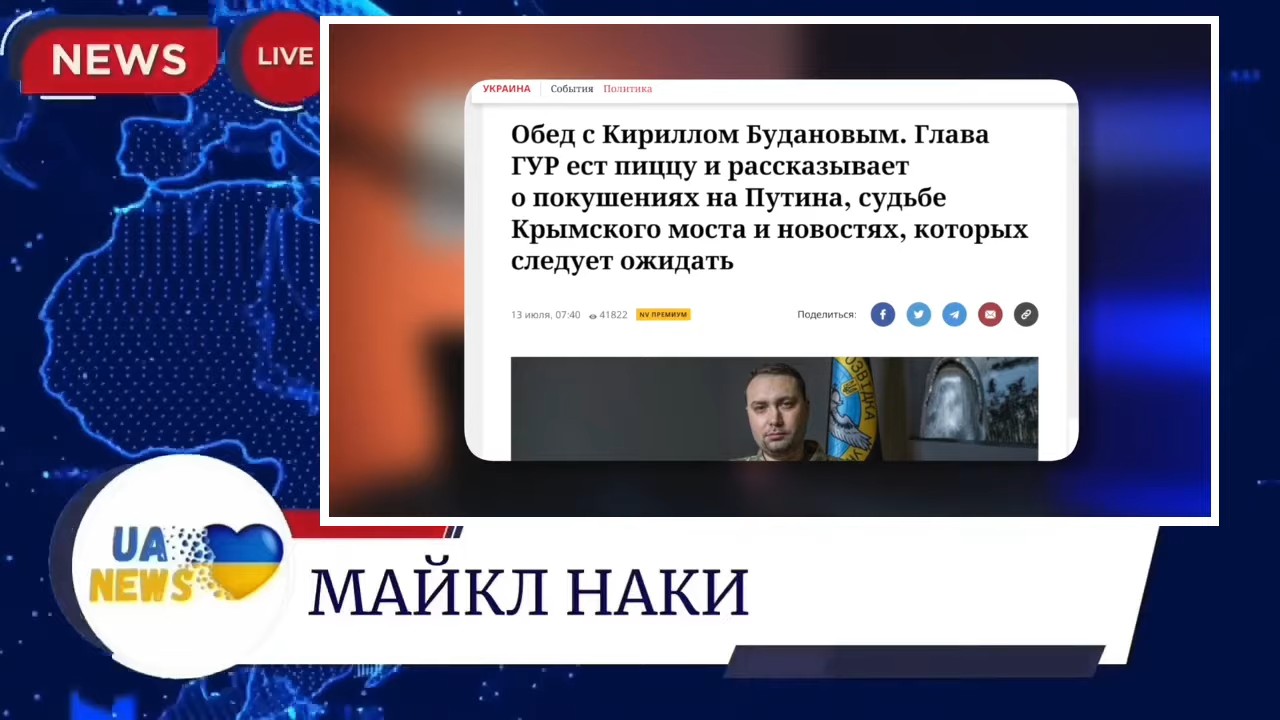 NEWS
LIVE
УКРАИНА События Политика
Обед с Кириллом Будановым. Глава
ГУР ест пиццу и рассказывает
о покушениях на Путина, судьбе
Крымского моста и новостях, которых
следует ожидать
13 июля, 07:40 41822 NV ПРЕМИУМ
Поделиться:
UA
NEWS
МАЙКЛ НАКИ